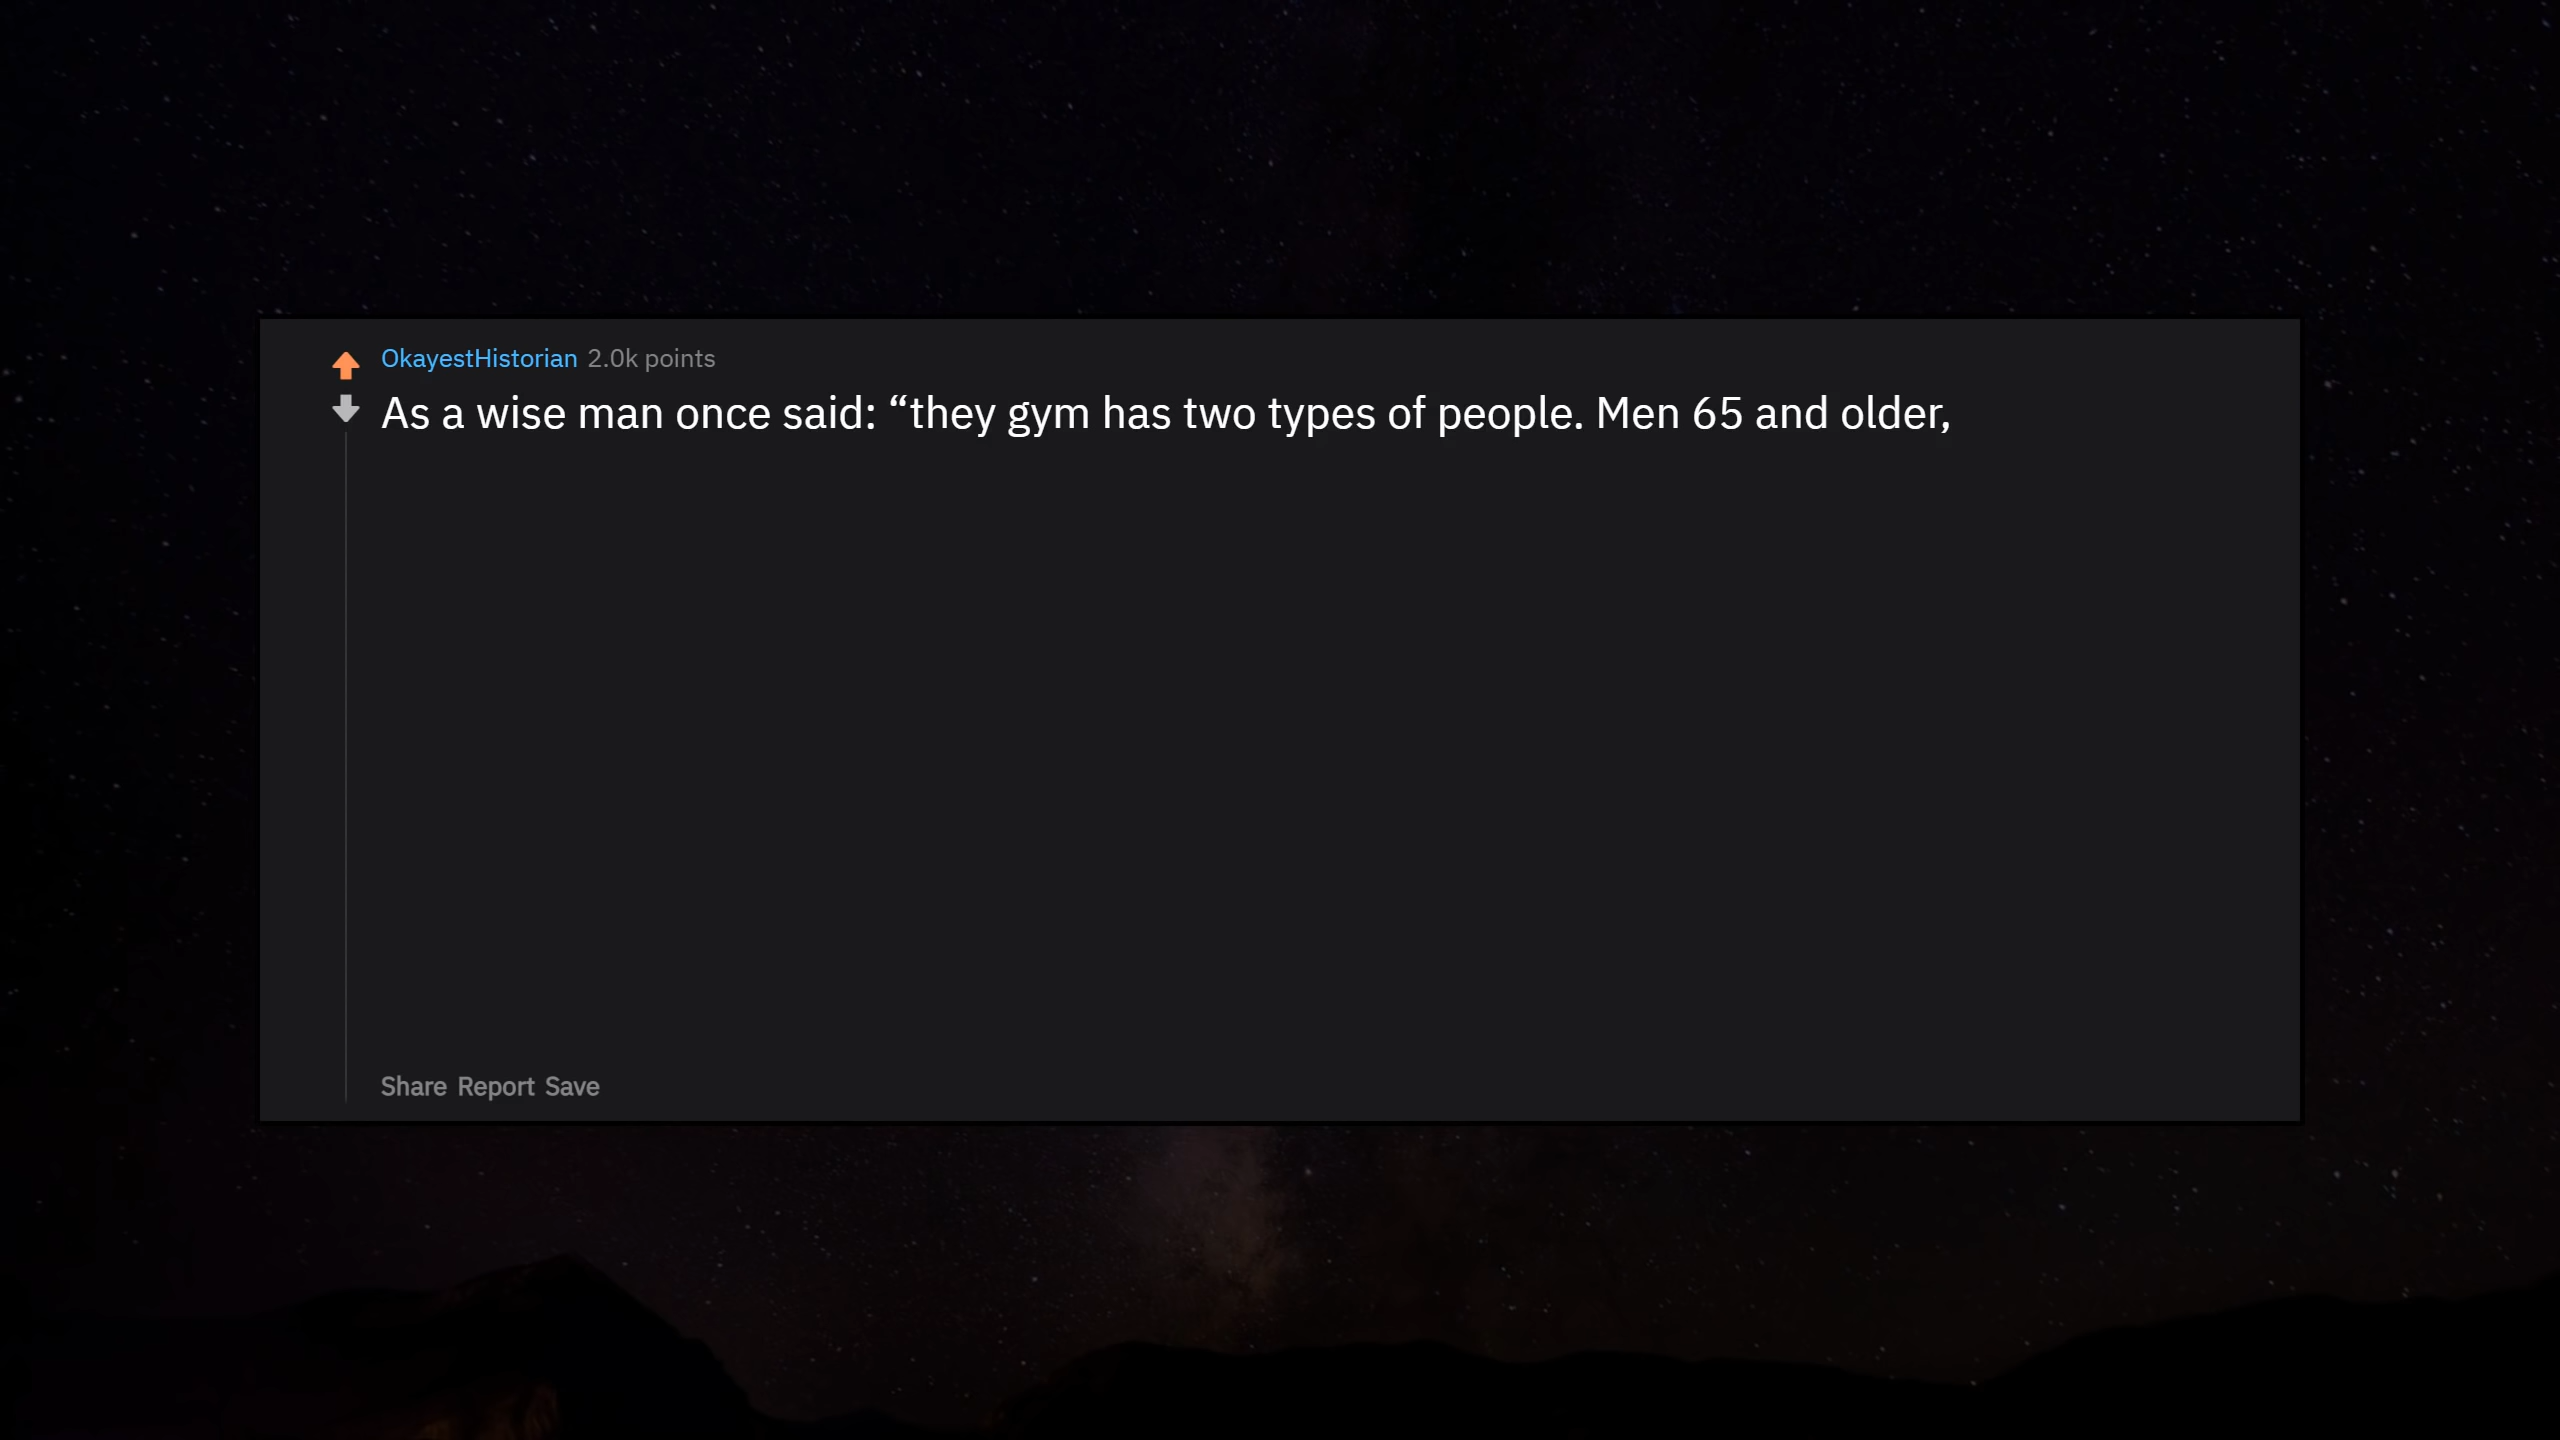 OkayestHistorian 2.0k points
As a wise man once said: “they gym has two types of people. Men 65 and older,
Share Report Save